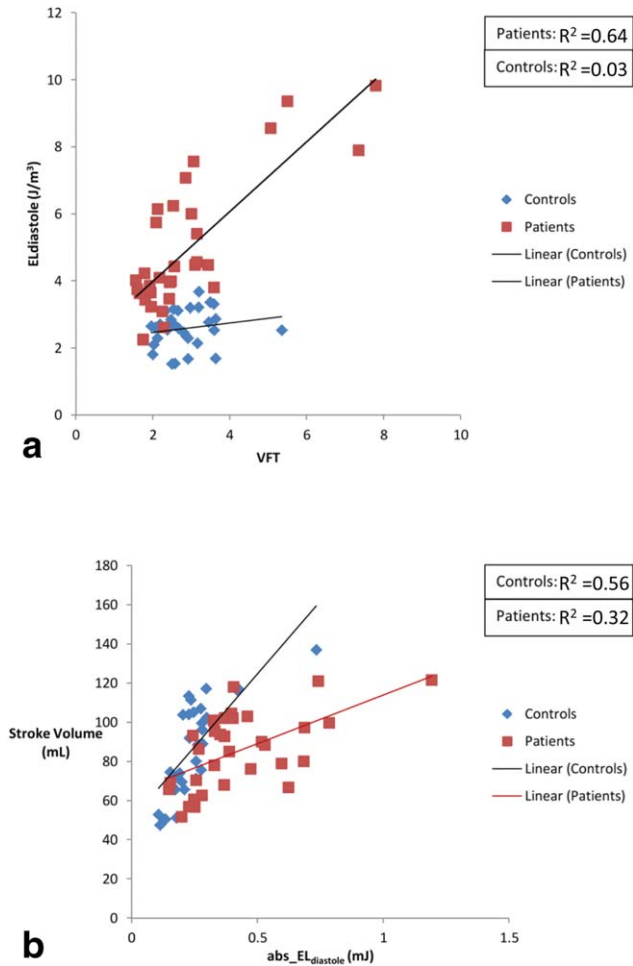 12
Patients: R² =0.64
Controls: R² =0.03
10
8
ELdiastole (J/m³)
6
4
2
0
Controls
Patients
Linear (Controls)
Linear (Patients)
0 2 4 6 8 10
VFT
a
180
Controls: R² =0.56
Patients: R² =0.32
160
140
120
100
Stroke Volume
(mL)
80
60
40
20
0
Controls
Patients
Linear (Controls)
Linear (Patients)
0 0.5 1 1.5
abs_ELdiastole (mJ)
b